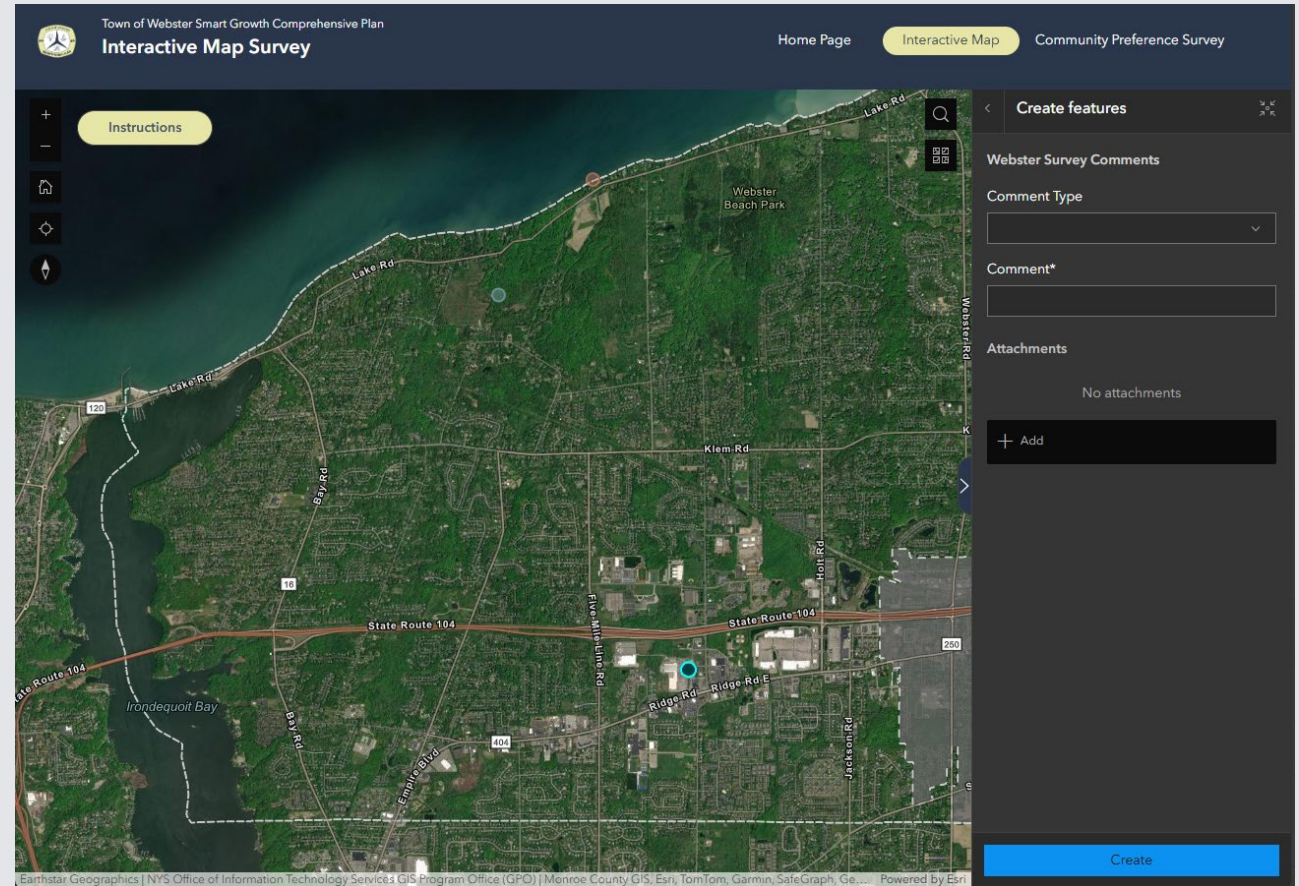 Town of Webster Smart Growth Comprehensive Plan
Interactive Map Survey
Home Page
Interactive Map
Community Preference Survey
+
−
Instructions
Create features
Webster Survey Comments
Comment Type
Comment*
Attachments
No attachments
+ Add
Create
Lake Rd
Webster
Beach Park
Lake Rd
Webster Rd
Lake Rd
120
Klem Rd
K
Bay Rd
16
Holt Rd
State Route 104
State Route 104
Five Mile Line Rd
250
ate Route 104
Ridge Rd
Ridge Rd E
Irondequoit Bay
Bay Rd
404
Jackson Rd
Empire Blvd
S
Earthstar Geographics | NYS Office of Information Technology Services GIS Program Office (GPO) | Monroe County GIS, Esri, TomTom, Garmin, SafeGraph, Ge...
Powered by Esri